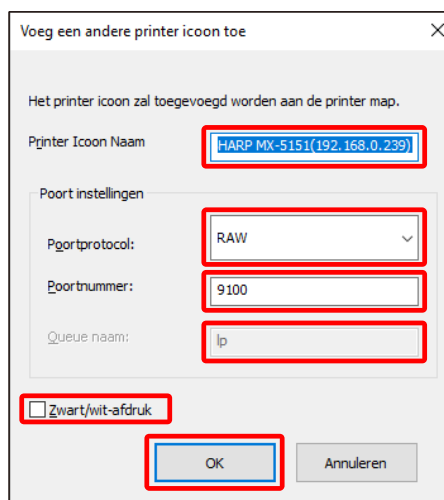 Voeg een andere printer icoon toe
Het printer icoon zal toegevoegd worden aan de printer map.
Printer Icoon Naam
HARP MX-5151(192.168.0.239)
Poort instellingen
Poortprotocol:
RAW
Poortnummer:
9100
Queue naam:
lp
Zwart/wit-afdruk
OK
Annuleren